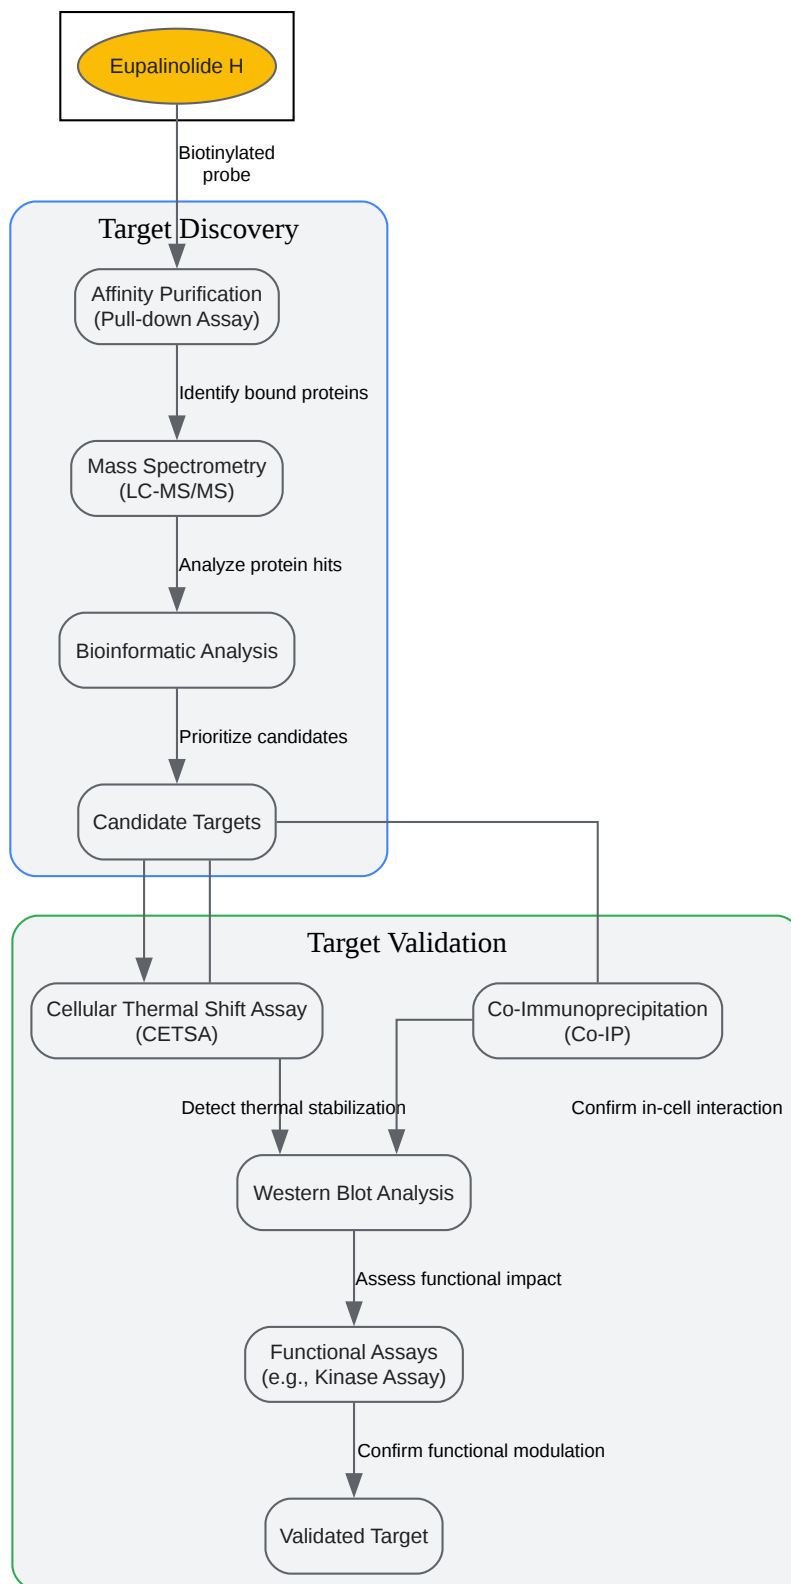 Eupalinolide H
Biotinylated
probe
Target Discovery
Affinity Purification
(Pull-down Assay)
Identify bound proteins
Mass Spectrometry
(LC-MS/MS)
Analyze protein hits
Bioinformatic Analysis
Prioritize candidates
Candidate Targets
Target Validation
Cellular Thermal Shift Assay
(CETSA)
Co-Immunoprecipitation
(Co-IP)
Detect thermal stabilization
Confirm in-cell interaction
Western Blot Analysis
Assess functional impact
Functional Assays
(e.g., Kinase Assay)
Confirm functional modulation
Validated Target